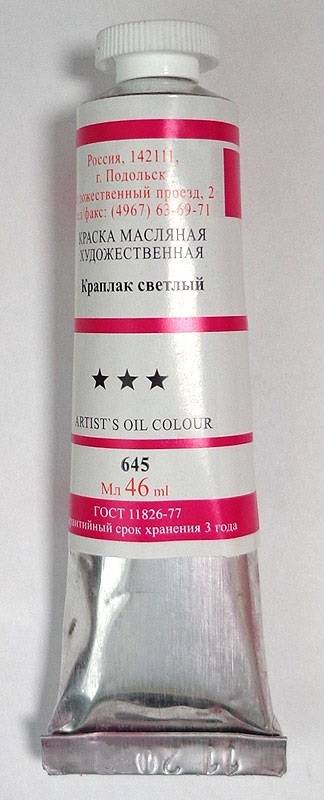 Россия, 142111,
г. Подольск
проезд, 2
факс: (4967) 63-69-71
КРАСКА МАСЛЯНАЯ
ХУДОЖЕСТВЕННАЯ
Краплак светлый
ARTIST`S OIL COLOUR
645
Мл 46 ml
ГОСТ 11826-77
срок хранения 3 года